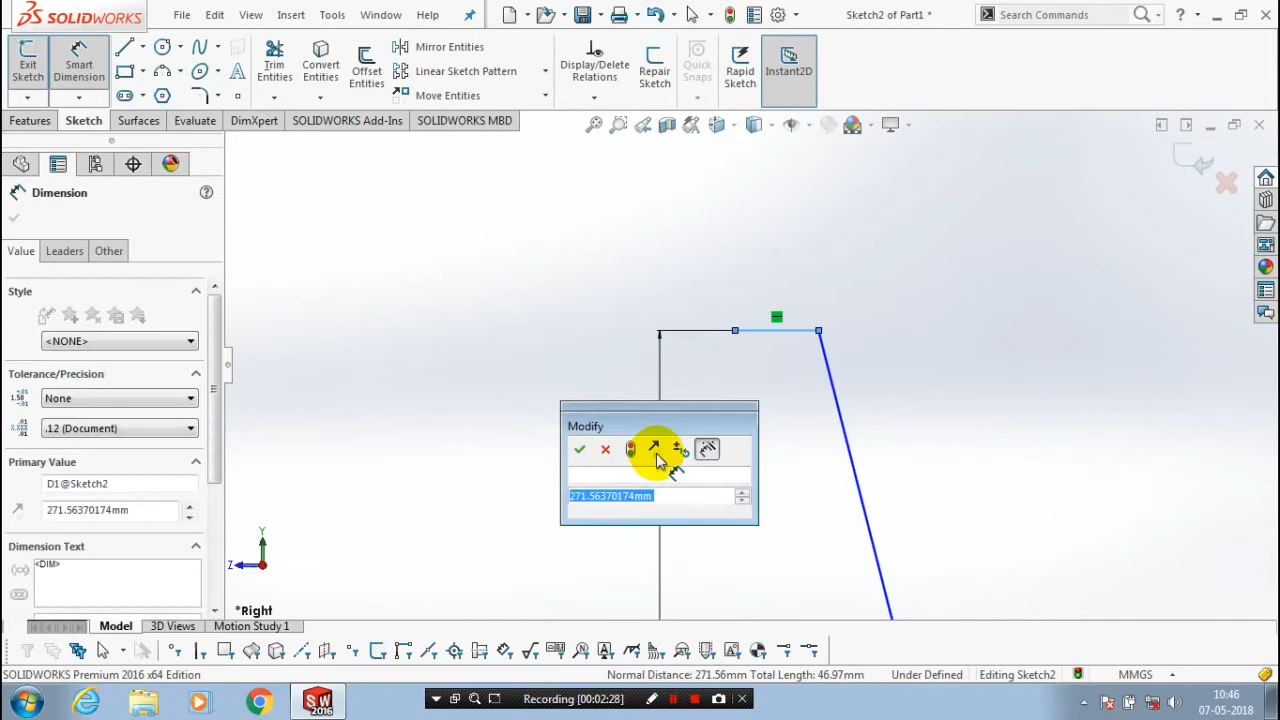 SOLIDWORKS
File Edit View Insert Tools Window Help
Sketch2 of Part1 *
Search Commands
Exit Sketch
Smart Dimension
Trim Entities
Convert Entities
Offset Entities
Mirror Entities
Linear Sketch Pattern
Move Entities
Display/Delete Relations
Repair Sketch
Quick Snaps
Rapid Sketch
Instant2D
Features Sketch Surfaces Evaluate DimXpert SOLIDWORKS Add-Ins SOLIDWORKS MBD
Dimension
Value Leaders Other
Style
<NONE>
Tolerance/Precision
None
.12 (Document)
Primary Value
D1@Sketch2
271.56370174mm
Dimension Text
<DIM>
Modify
271.56370174mm
Y
Z
*Right
Model 3D Views Motion Study 1
SOLIDWORKS Premium 2016 x64 Edition
Normal Distance: 271.56mm Total Length: 46.97mm Under Defined Editing Sketch2 MMGS
SW 2016
Recording [00:02:28]
10:46
07-05-2018